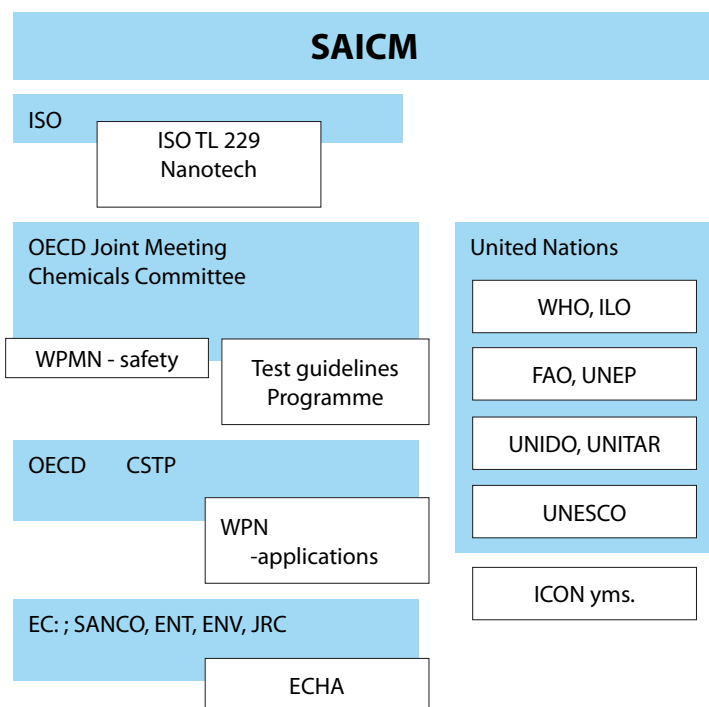 SAICM
ISO
ISO TL 229
Nanotech
OECD Joint Meeting
Chemicals Committee
WPMN - safety
Test guidelines
Programme
OECD CSTP
WPN
-applications
EC: ; SANCO, ENT, ENV, JRC
ECHA
United Nations
WHO, ILO
FAO, UNEP
UNIDO, UNITAR
UNESCO
ICON yms.